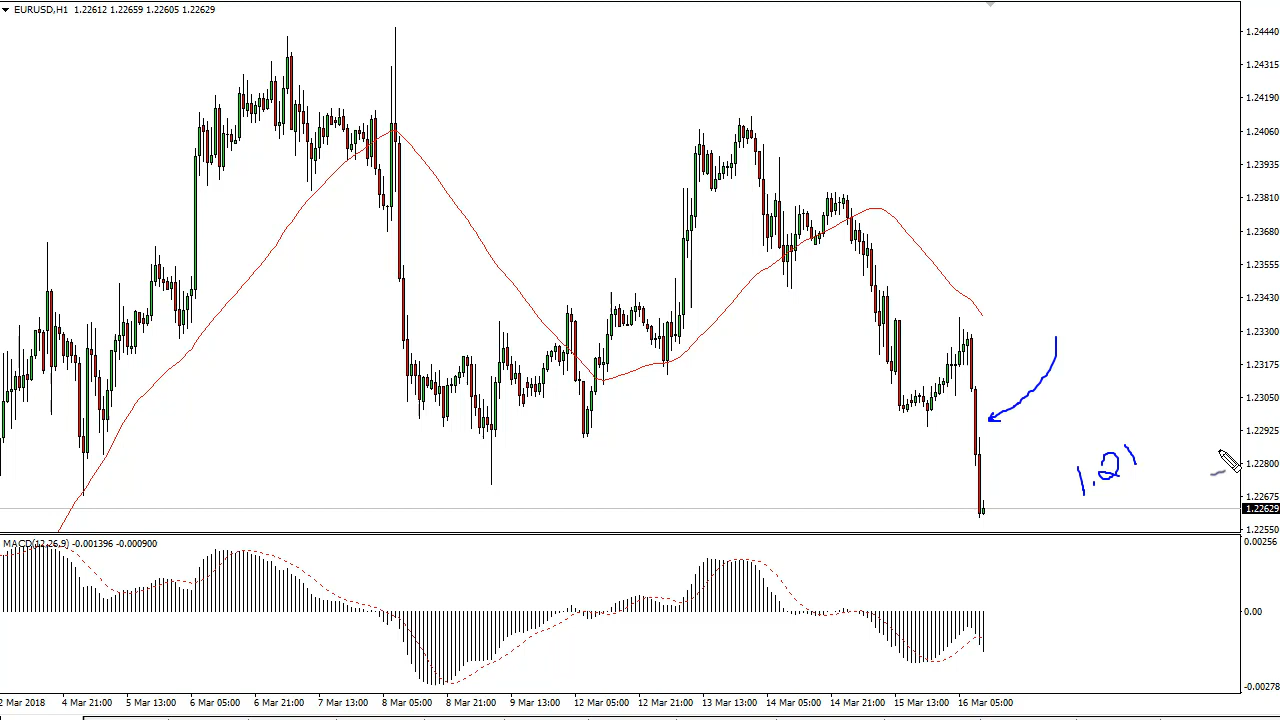 EURUSD,H1 1.22612 1.22659 1.22605 1.22629
1.24440
1.24315
1.24190
1.24060
1.23935
1.23810
1.23680
1.23555
1.23430
1.23300
1.23175
1.23050
1.22925
1.22800
1.22675
1.22629
1.22550
1.21
MACD(12,26,9) -0.001396 -0.000900
0.00256
0.00
-0.00278
2 Mar 2018
4 Mar 21:00
5 Mar 13:00
6 Mar 05:00
6 Mar 21:00
7 Mar 13:00
8 Mar 05:00
8 Mar 21:00
9 Mar 13:00
12 Mar 05:00
12 Mar 21:00
13 Mar 13:00
14 Mar 05:00
14 Mar 21:00
15 Mar 13:00
16 Mar 05:00